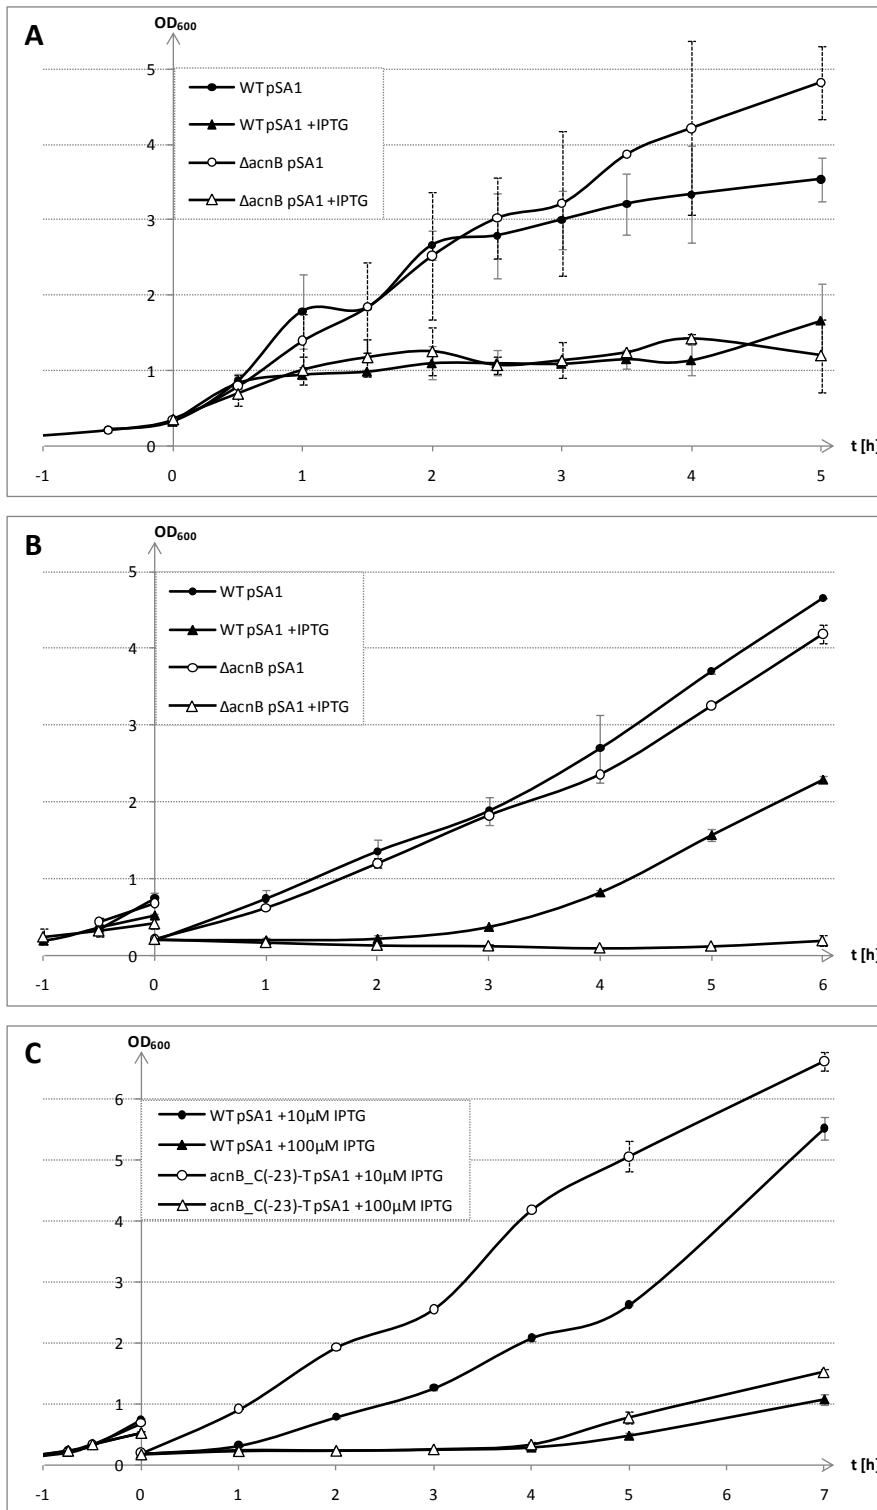 A
OD600
5
WT pSA1
WT pSA1 +IPTG
4
ΔacnB pSA1
ΔacnB pSA1 +IPTG
3
2
1
0
t [h]
-1 0 1 2 3 4 5
B
OD600
5
WT pSA1
WT pSA1 +IPTG
4
ΔacnB pSA1
ΔacnB pSA1 +IPTG
3
2
1
0
t [h]
-1 0 1 2 3 4 5 6
C
OD600
6
WT pSA1 +10µM IPTG
WT pSA1 +100µM IPTG
5
acnB_C(-23)-T pSA1 +10µM IPTG
acnB_C(-23)-T pSA1 +100µM IPTG
4
3
2
1
0
t [h]
-1 0 1 2 3 4 5 6 7